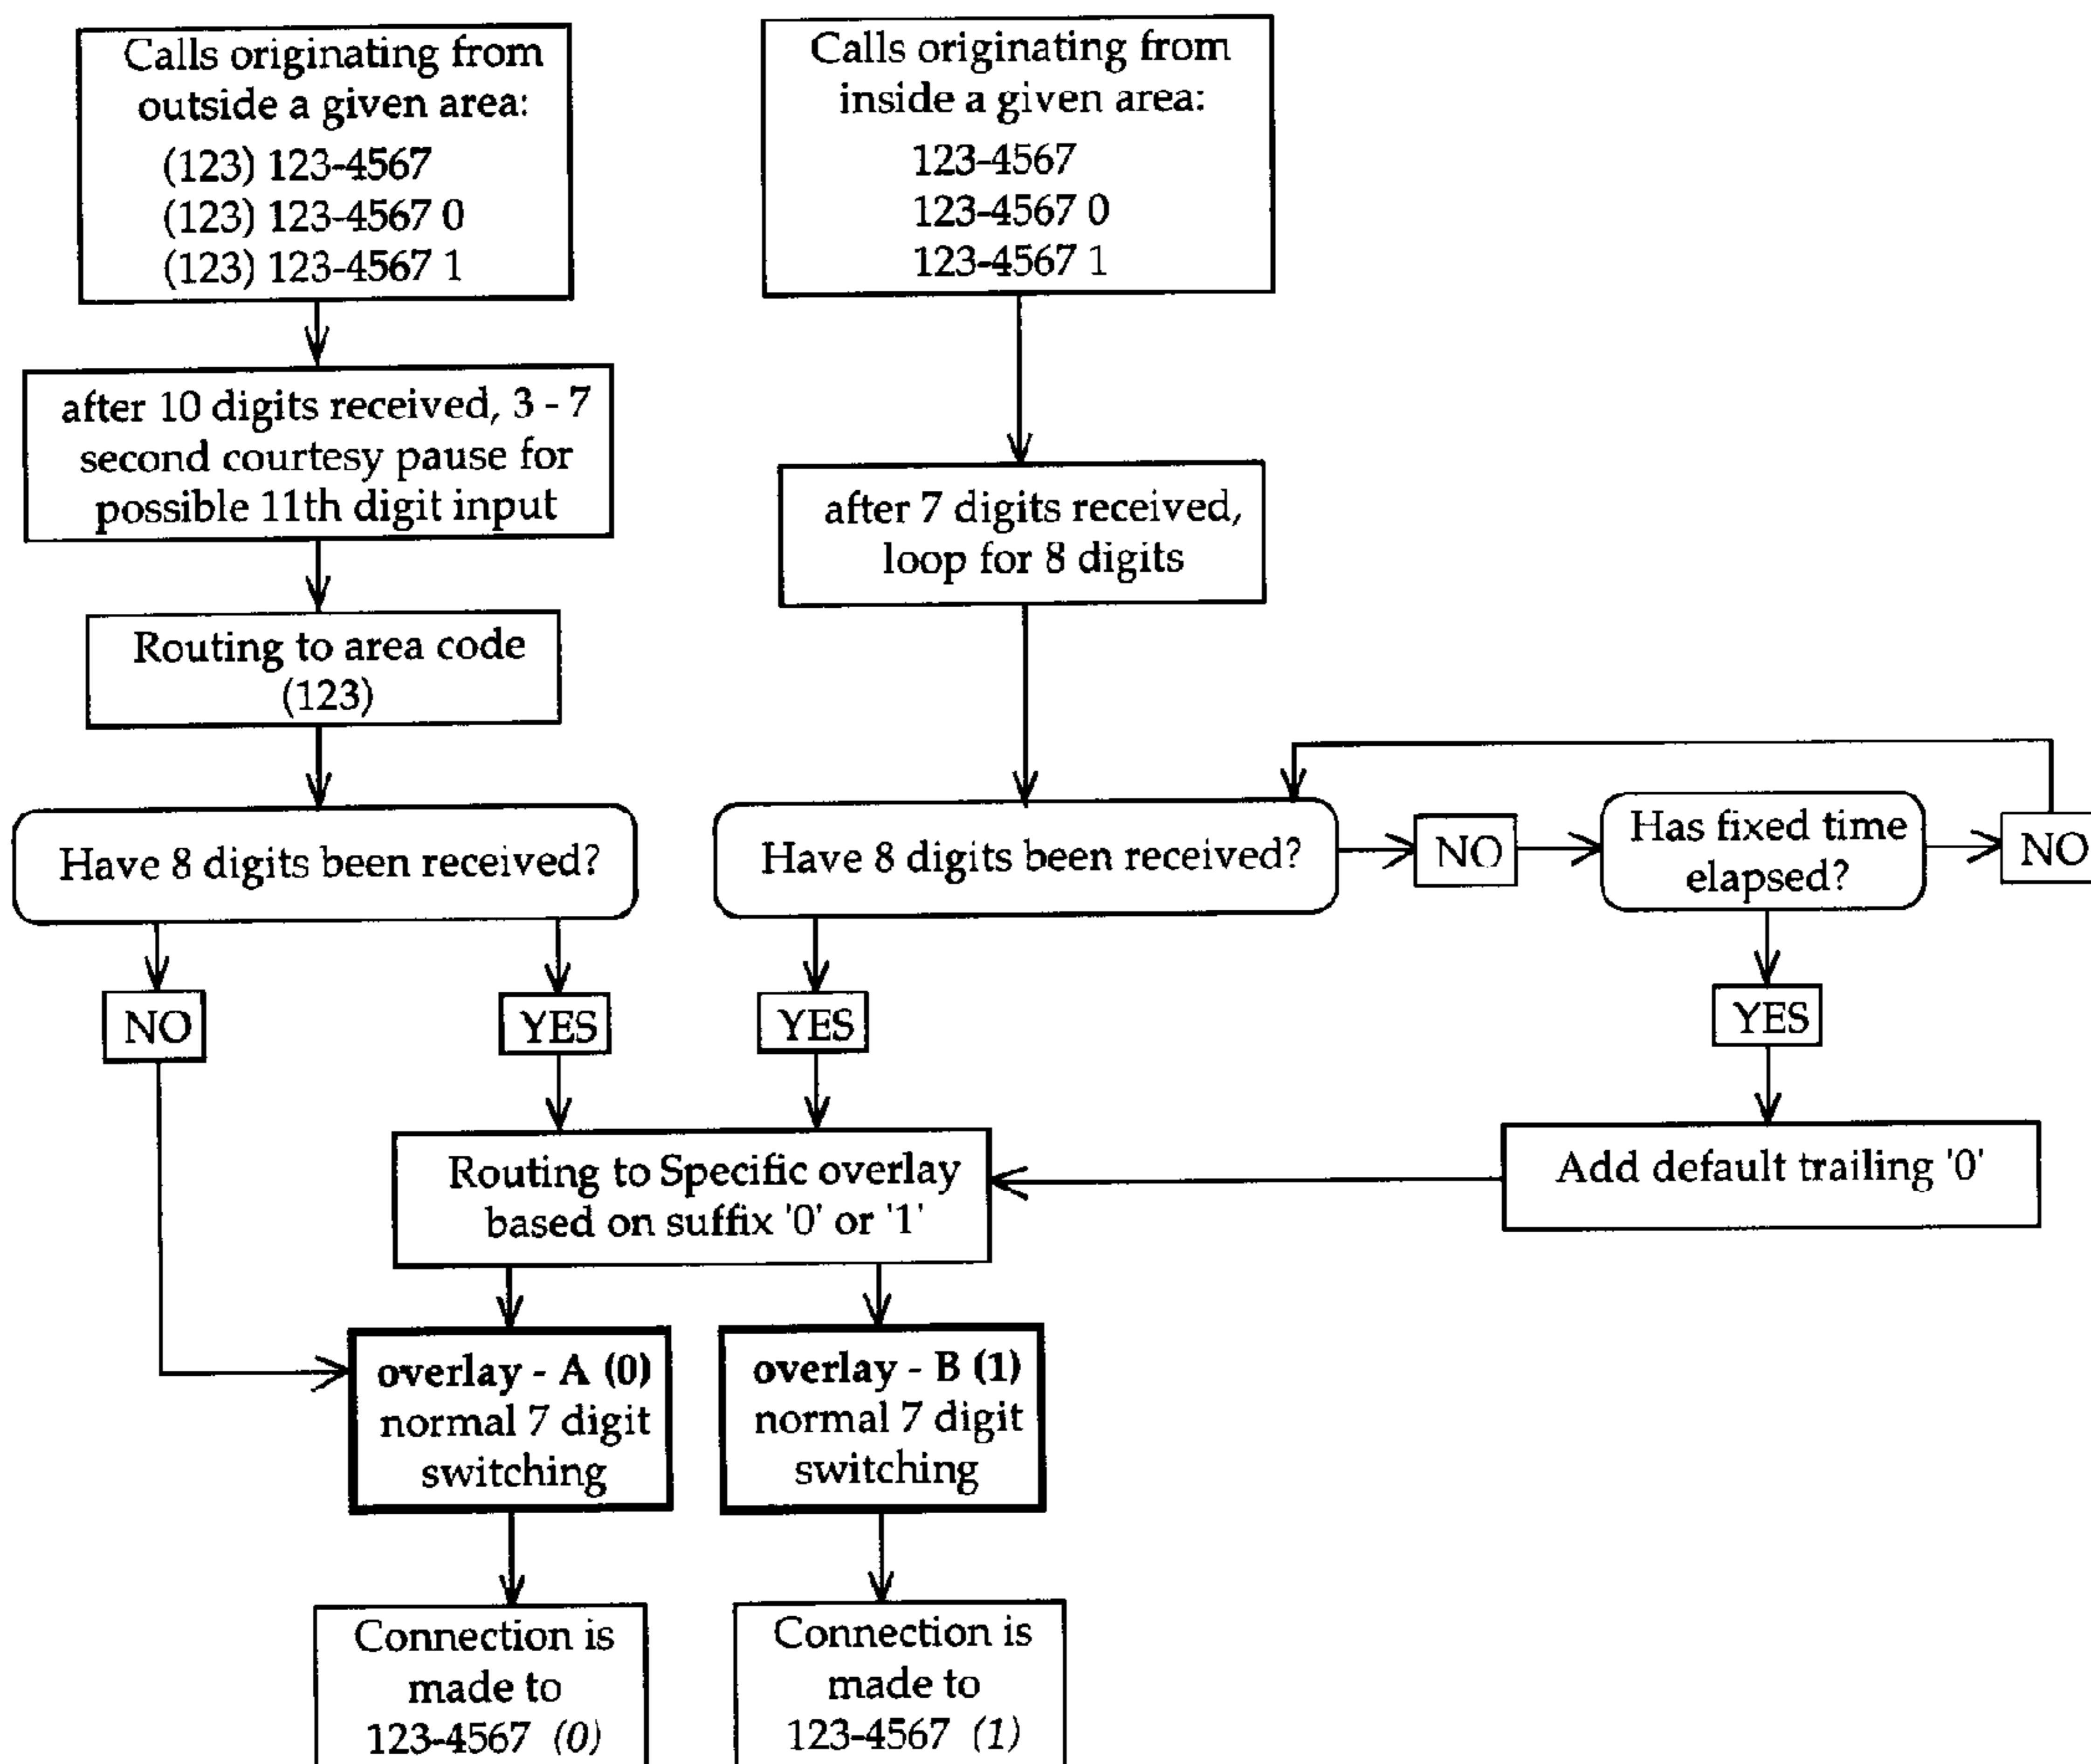 Calls originating from
outside a given area:
(123) 123-4567
(123) 123-4567 0
(123) 123-4567 1
Calls originating from
inside a given area:
123-4567
123-4567 0
123-4567 1
after 10 digits received, 3 - 7
second courtesy pause for
possible 11th digit input
after 7 digits received,
loop for 8 digits
Routing to area code
(123)
Have 8 digits been received?
Have 8 digits been received?
NO
Has fixed time
elapsed?
NO
NO
YES
YES
YES
Routing to Specific overlay
based on suffix '0' or '1'
Add default trailing '0'
overlay - A (0)
normal 7 digit
switching
overlay - B (1)
normal 7 digit
switching
Connection is
made to
123-4567 (0)
Connection is
made to
123-4567 (1)